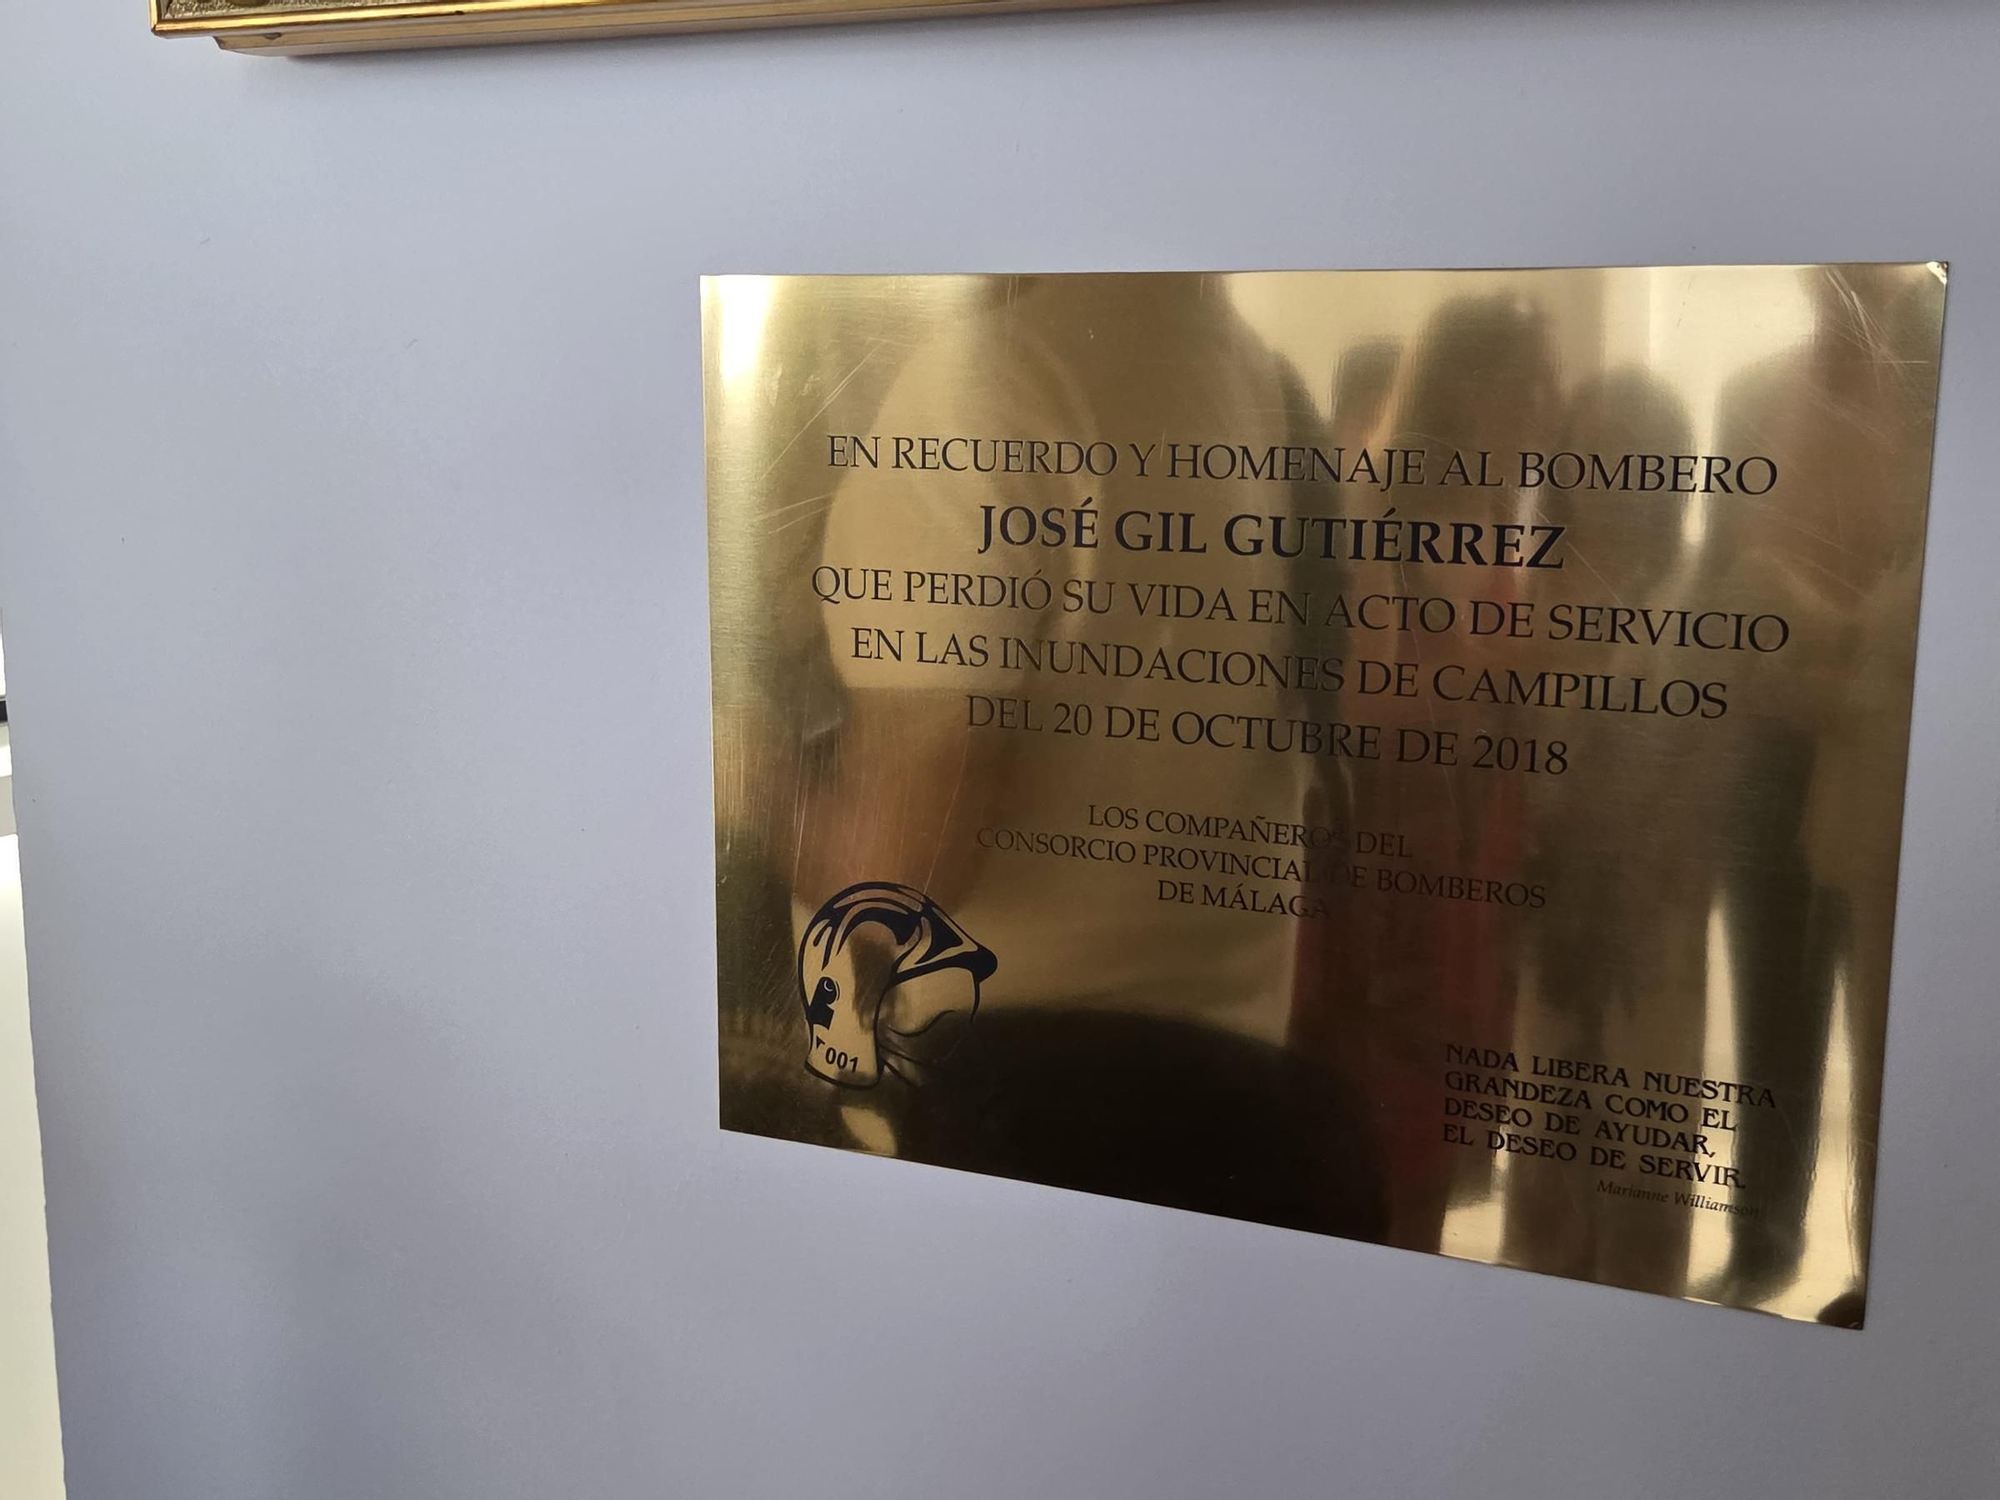 EN RECUERDO Y HOMENAJE AL BOMBERO
JOSÉ GIL GUTIÉRREZ
QUE PERDIÓ SU VIDA EN ACTO DE SERVICIO
EN LAS INUNDACIONES DE CAMPILLOS
DEL 20 DE OCTUBRE DE 2018
LOS COMPAÑEROS DEL
CONSORCIO PROVINCIAL DE BOMBEROS
DE MÁLAGA
001
NADA LIBERA NUESTRA
GRANDEZA COMO EL
DESEO DE AYUDAR,
EL DESEO DE SERVIR.
Marianne Williamson